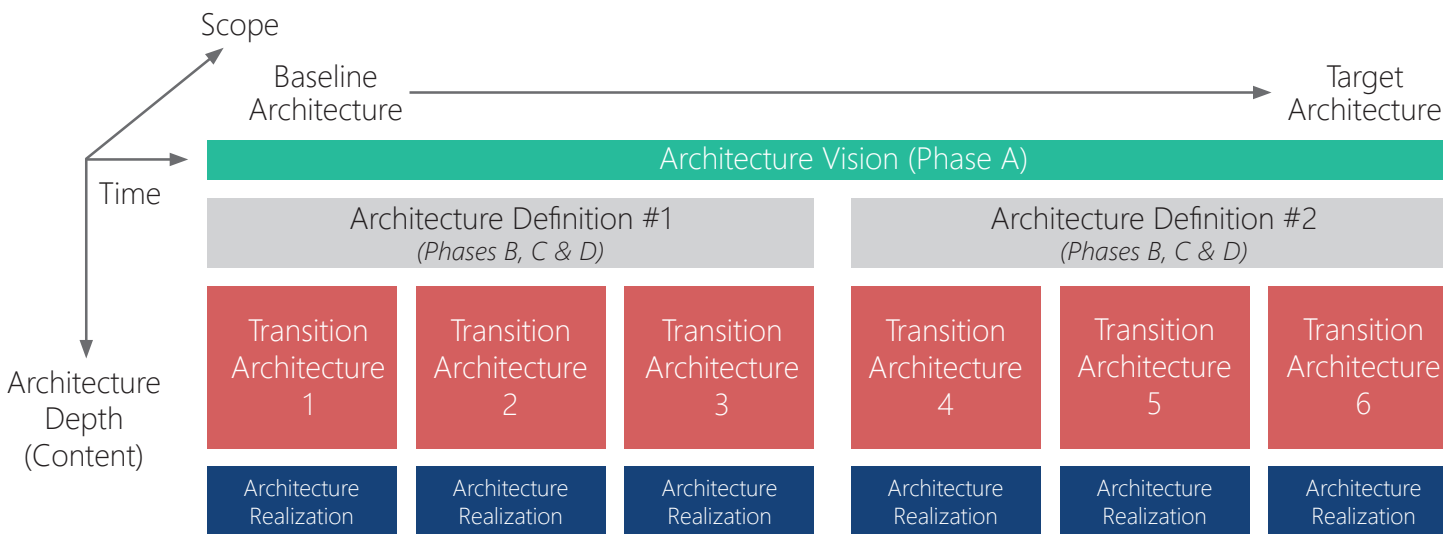 Scope
Baseline
Architecture
Target
Architecture
Time
Architecture Vision (Phase A)
Architecture Definition #1
(Phases B, C & D)
Architecture Definition #2
(Phases B, C & D)
Architecture
Depth
(Content)
Transition
Architecture
1
Transition
Architecture
2
Transition
Architecture
3
Transition
Architecture
4
Transition
Architecture
5
Transition
Architecture
6
Architecture
Realization
Architecture
Realization
Architecture
Realization
Architecture
Realization
Architecture
Realization
Architecture
Realization